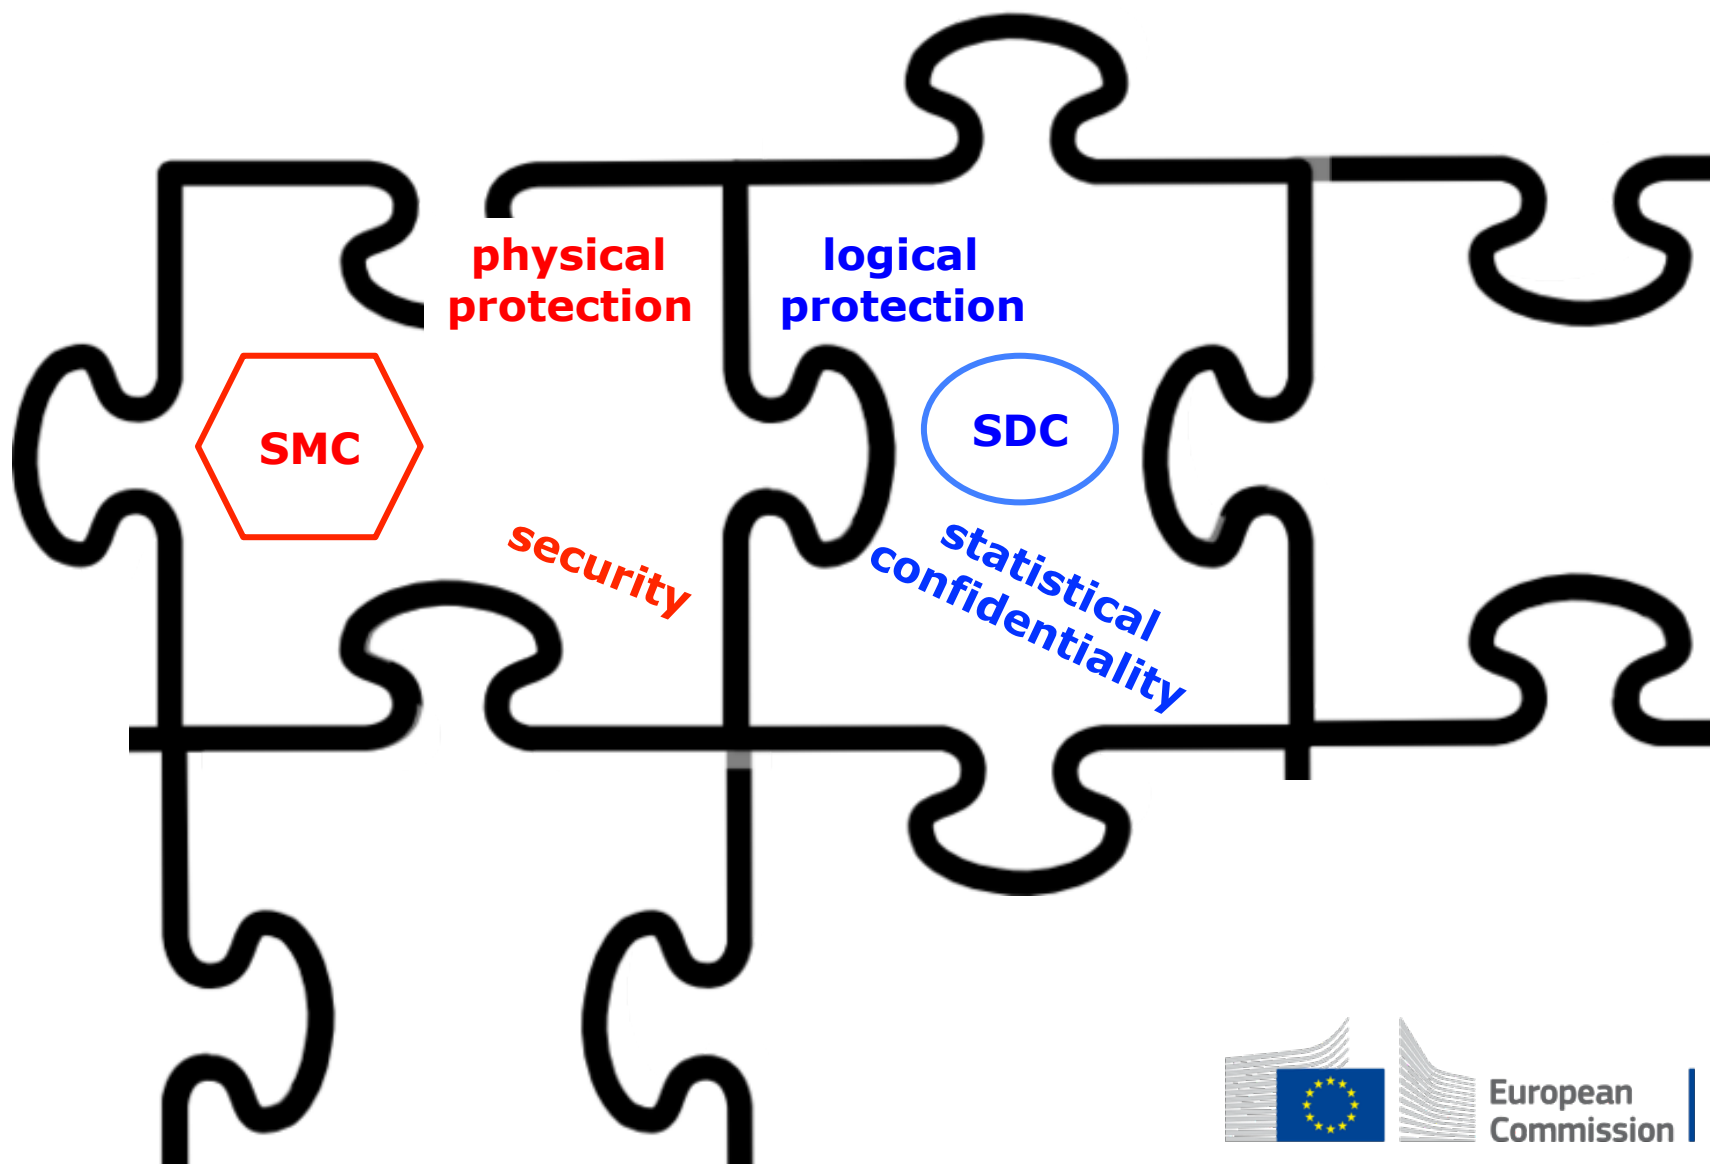 physical
protection
logical
protection
SMC
SDC
security
statistical
confidentiality
European
Commission